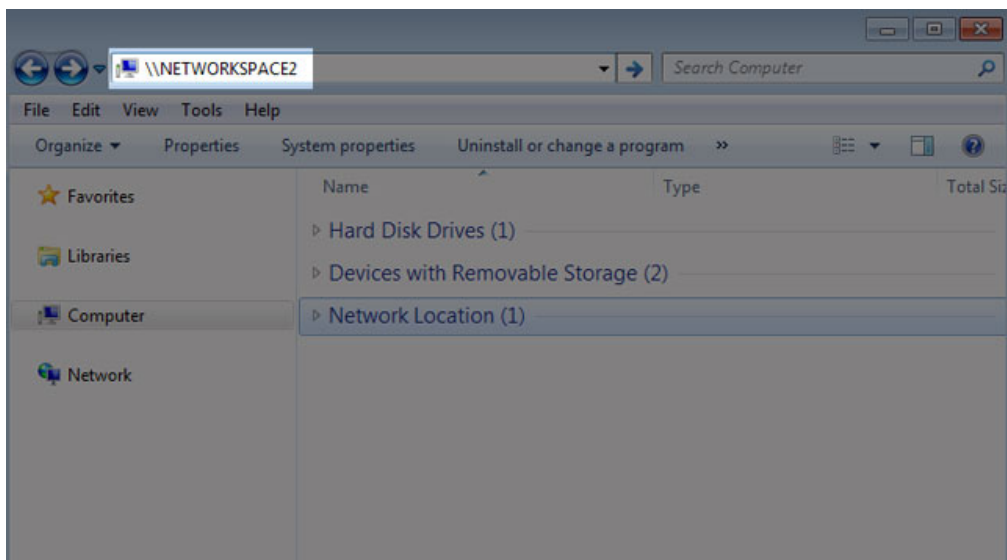 \\NETWORKSPACE2
Search Computer
File Edit View Tools Help
Organize Properties System properties Uninstall or change a program »
Name Type Total Siz
Favorites
Hard Disk Drives (1)
Libraries
Devices with Removable Storage (2)
Computer
Network Location (1)
Network